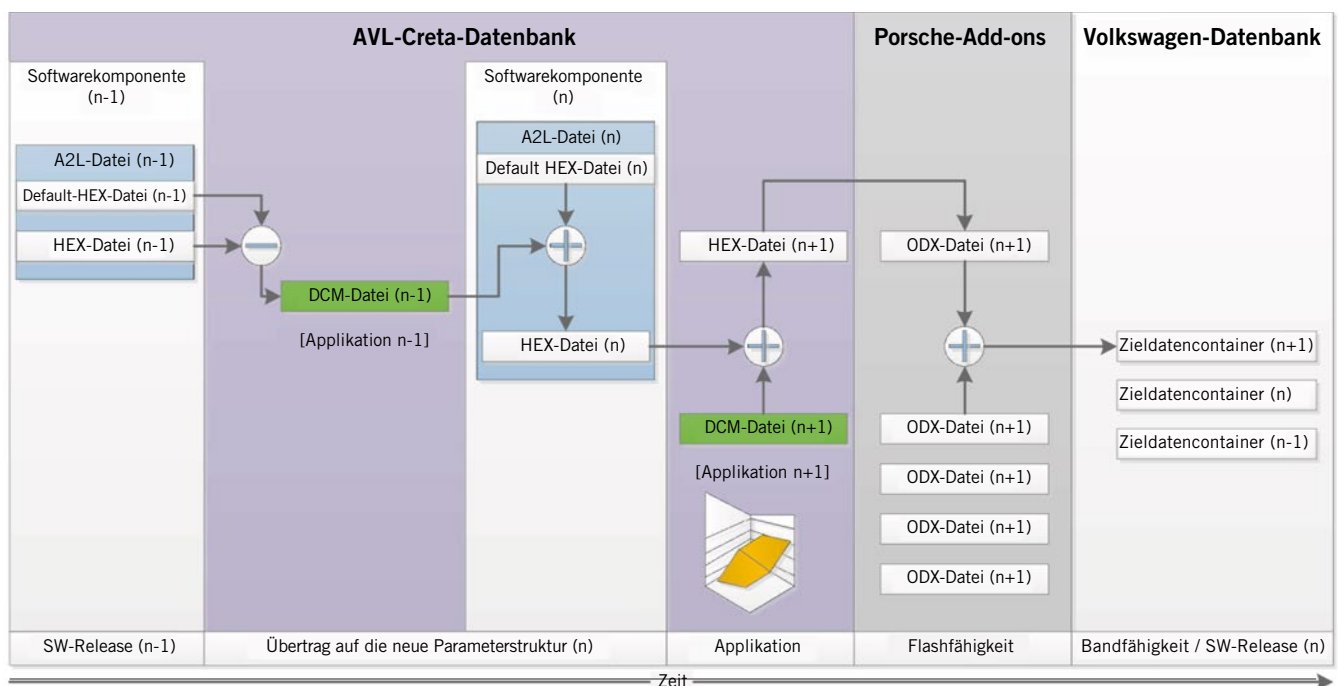 AVL-Creta-Datenbank
Porsche-Add-ons
Volkswagen-Datenbank
Softwarekomponente
(n-1)
A2L-Datei (n-1)
Default-HEX-Datei (n-1)
HEX-Datei (n-1)
DCM-Datei (n-1)
[Applikation n-1]
Softwarekomponente
(n)
A2L-Datei (n)
Default HEX-Datei (n)
HEX-Datei (n)
HEX-Datei (n+1)
DCM-Datei (n+1)
[Applikation n+1]
ODX-Datei (n+1)
ODX-Datei (n+1)
ODX-Datei (n+1)
ODX-Datei (n+1)
ODX-Datei (n+1)
Zieldatencontainer (n+1)
Zieldatencontainer (n)
Zieldatencontainer (n-1)
SW-Release (n-1)
Übertrag auf die neue Parameterstruktur (n)
Applikation
Flashfähigkeit
Bandfähigkeit / SW-Release (n)
Zeit